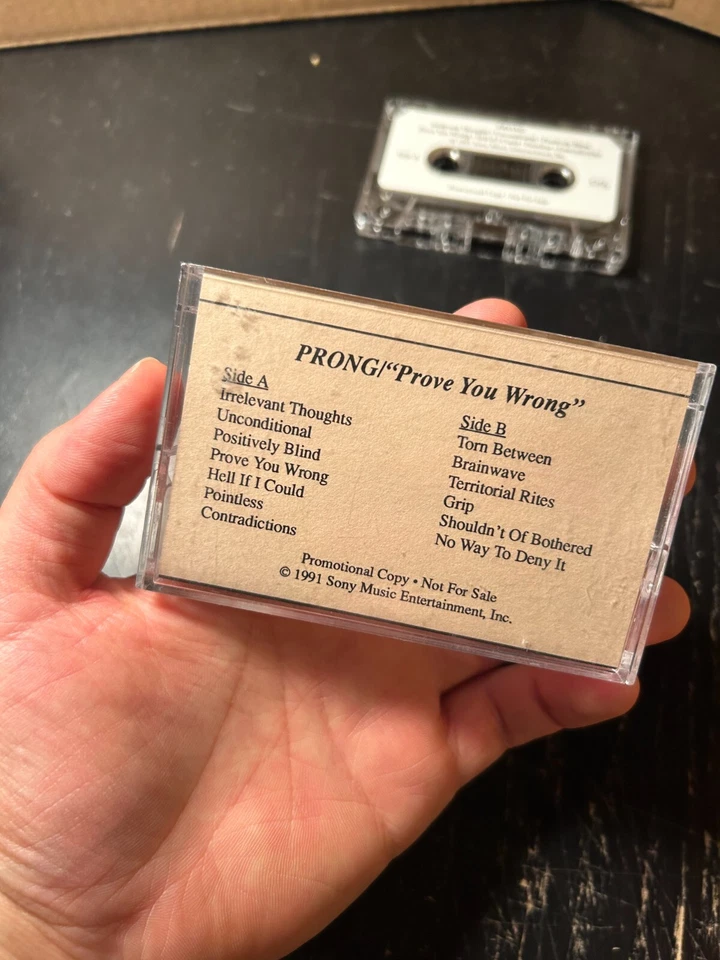 PRONG/“Prove You Wrong”
Side A
Irrelevant Thoughts
Unconditional
Positively Blind
Prove You Wrong
Hell If I Could
Pointless
Contradictions
Side B
Torn Between
Brainwave
Territorial Rites
Grip
Shouldn’t Of Bothered
No Way To Deny It
Promotional Copy • Not For Sale
© 1991 Sony Music Entertainment, Inc.